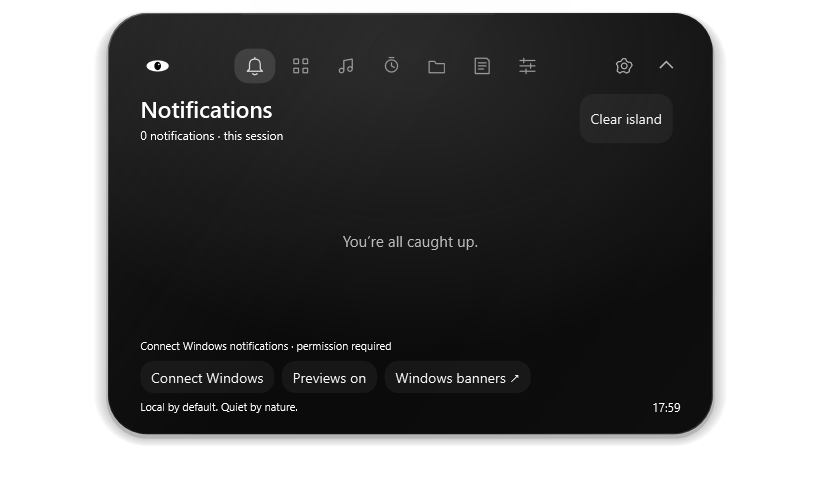 Notifications
0 notifications · this session
Clear island
You're all caught up.
Connect Windows notifications · permission required
Connect Windows
Previews on
Windows banners ↗
Local by default. Quiet by nature.
17:59